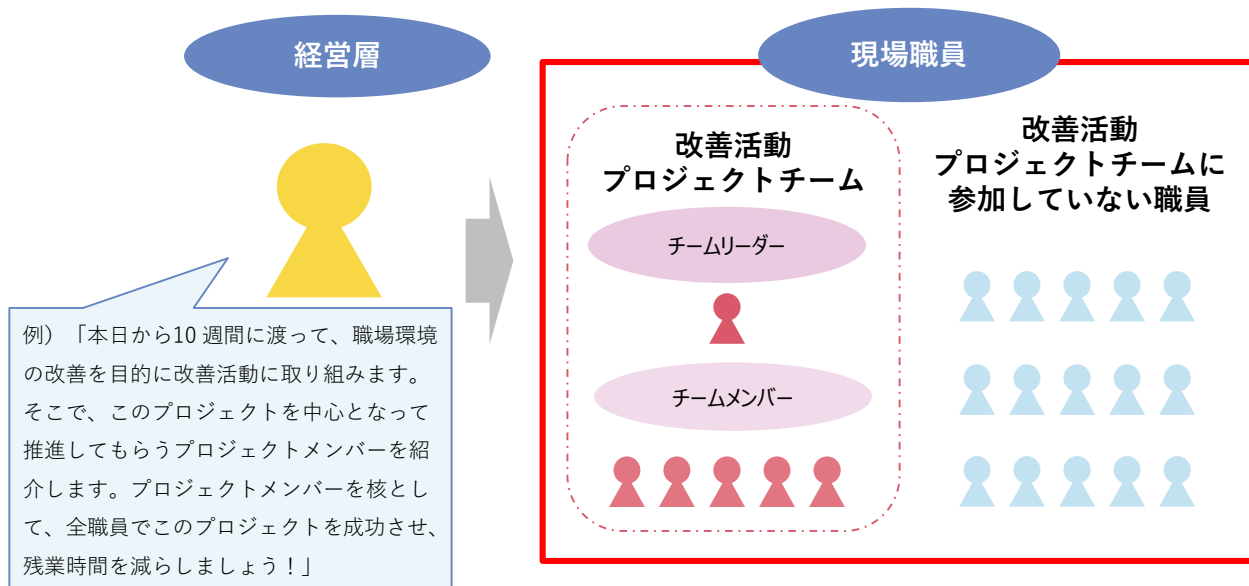 経営層
現場職員
改善活動
プロジェクトチーム
チームリーダー
チームメンバー
改善活動
プロジェクトチームに
参加していない職員
例）「本日から10 週間に渡って、職場環境
の改善を目的に改善活動に取り組みます。
そこで、このプロジェクトを中心となって
推進してもらうプロジェクトメンバーを紹
介します。プロジェクトメンバーを核とし
て、全職員でこのプロジェクトを成功させ、
残業時間を減らしましょう！」